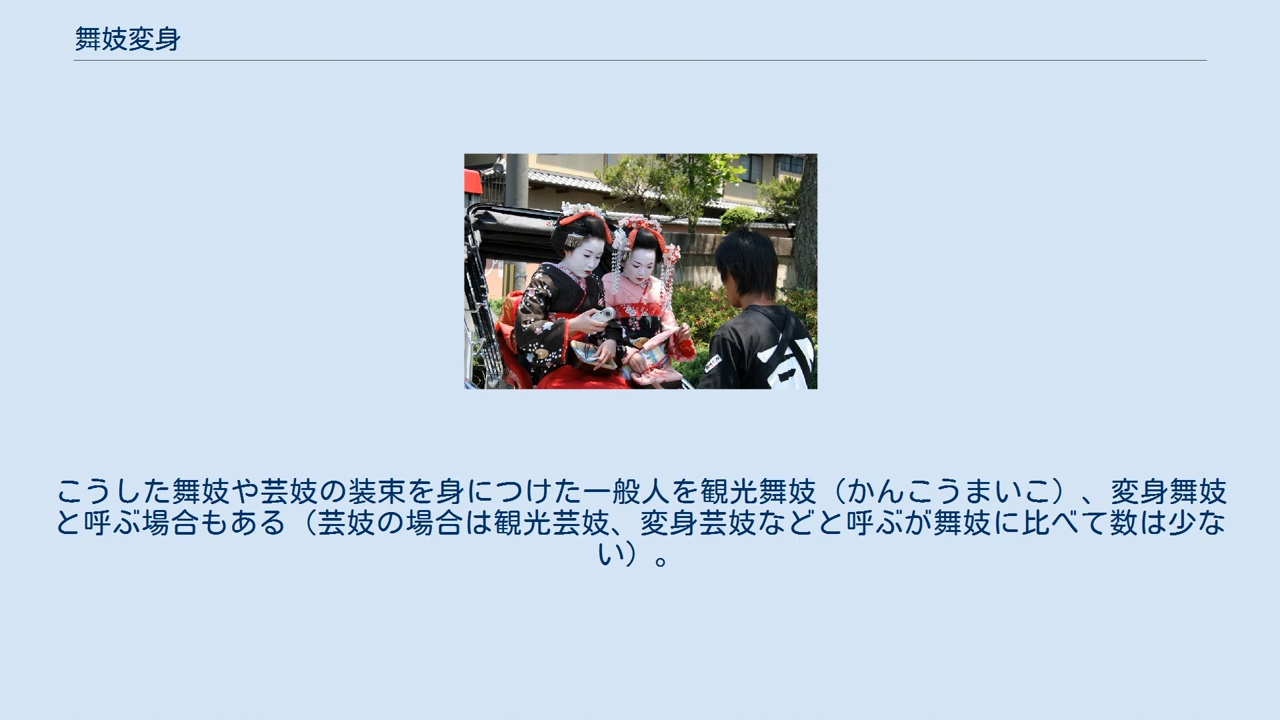 舞妓変身
こうした舞妓や芸妓の装束を身につけた一般人を観光舞妓（かんこうまいこ）、変身舞妓
と呼ぶ場合もある（芸妓の場合は観光芸妓、変身芸妓などと呼ぶが舞妓に比べて数は少な
い）。